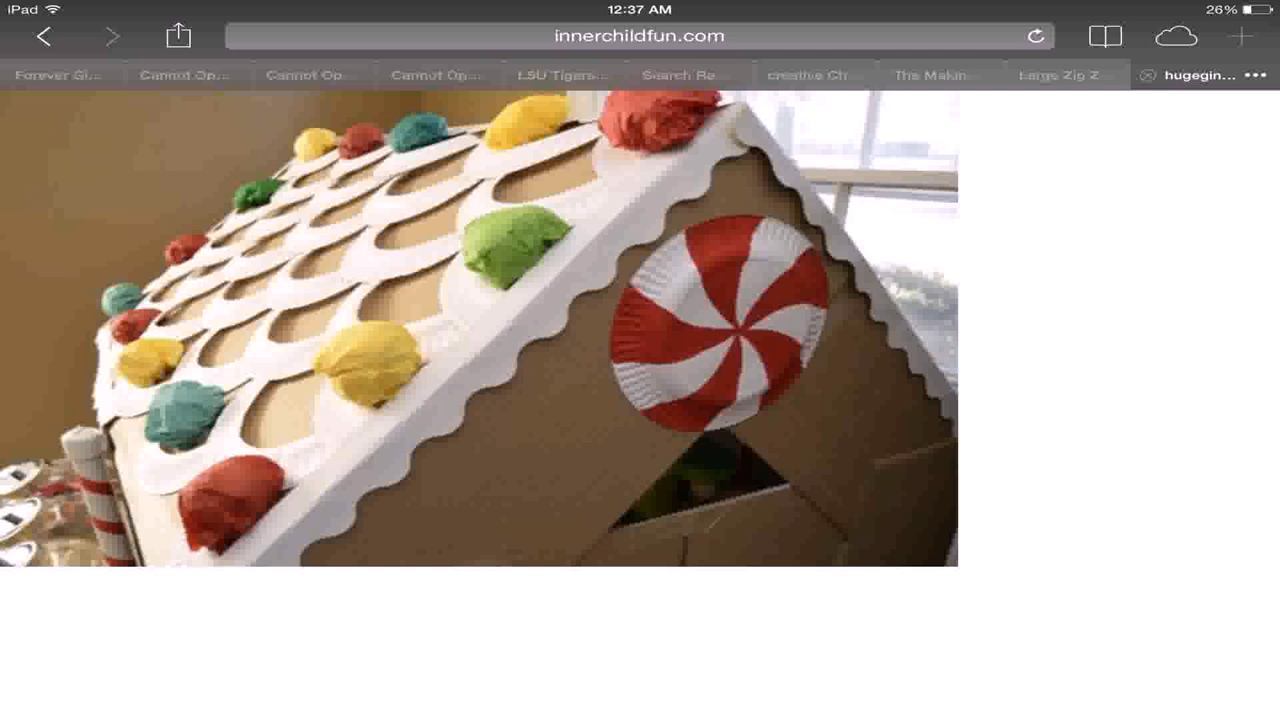 iPad 12:37 AM 26%
innerchildfun.com
Forever Gi... Cannot Op... Cannot Op... Cannot Op... LSU Tigers... Search Re... creative Ch... The Makin... Large Zig Z... hugegin...